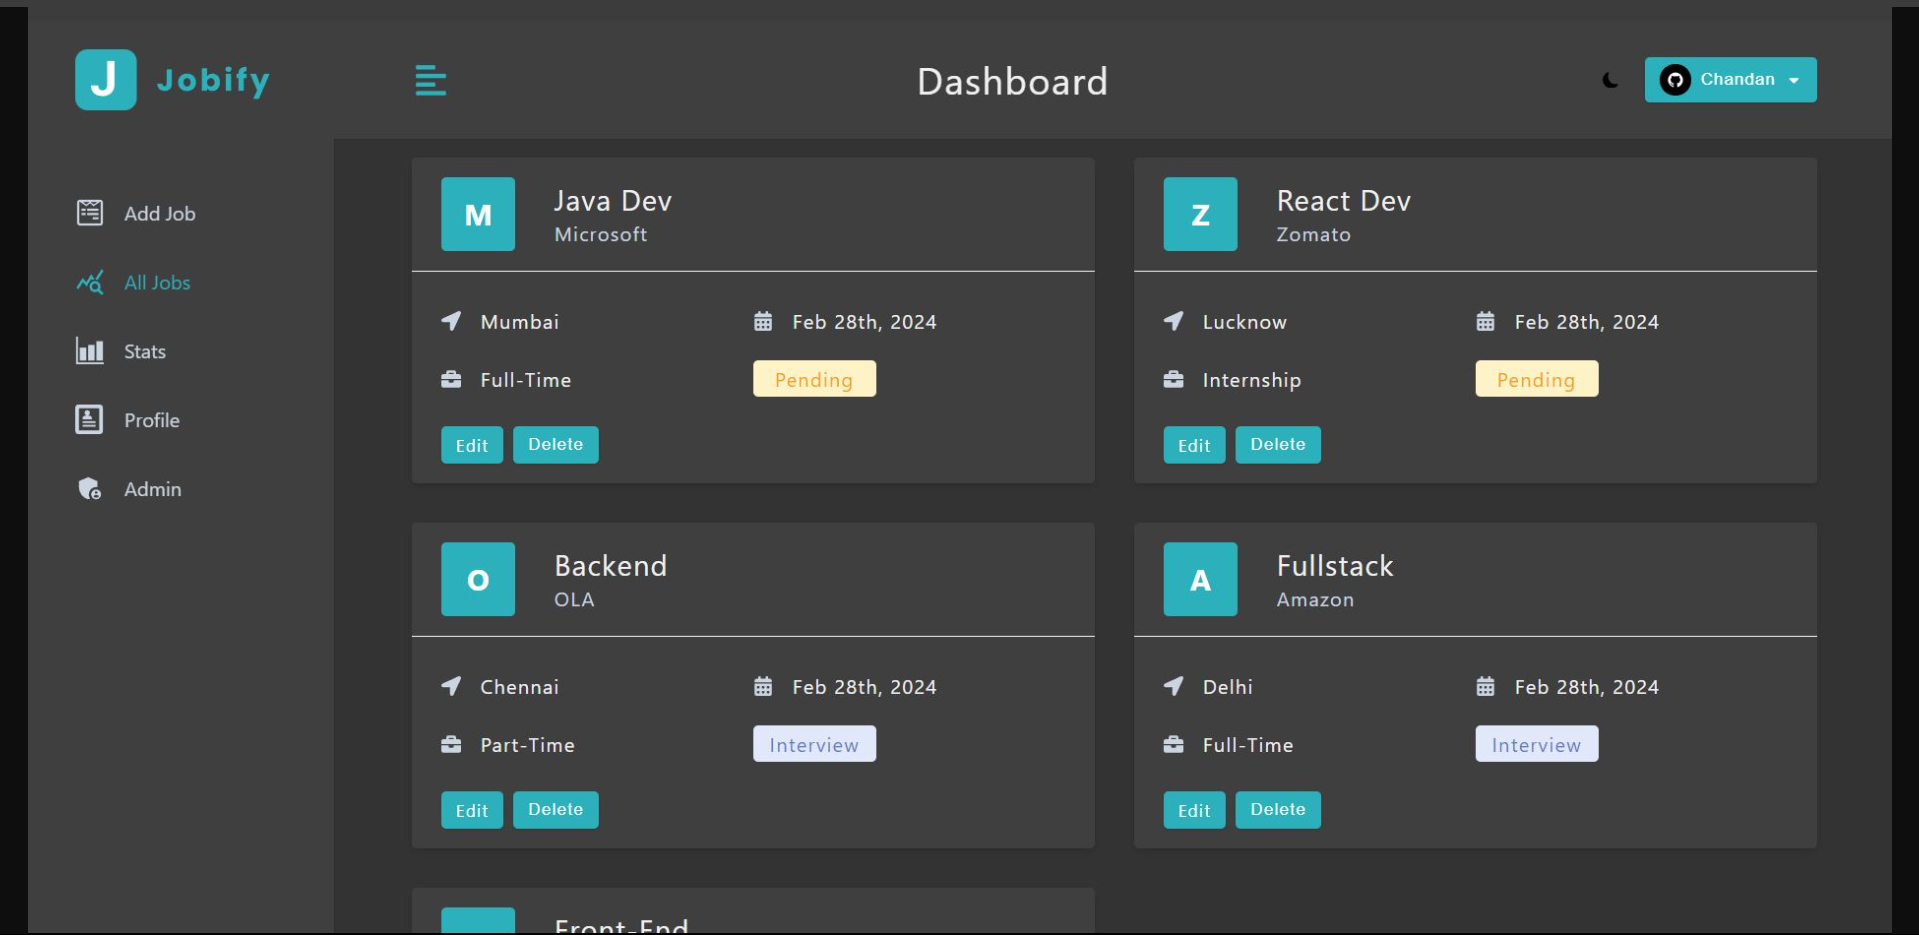 J Jobify
Dashboard
Chandan
Add Job
All Jobs
Stats
Profile
Admin
M
Java Dev
Microsoft
Mumbai
Feb 28th, 2024
Full-Time
Pending
Edit
Delete
Z
React Dev
Zomato
Lucknow
Feb 28th, 2024
Internship
Pending
Edit
Delete
O
Backend
OLA
Chennai
Feb 28th, 2024
Part-Time
Interview
Edit
Delete
A
Fullstack
Amazon
Delhi
Feb 28th, 2024
Full-Time
Interview
Edit
Delete
Front-End